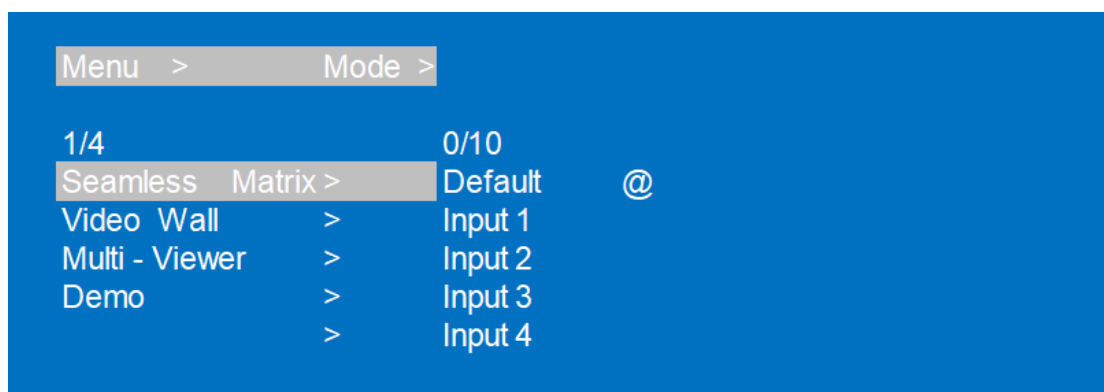 Menu > Mode >
1/4 0/10
Seamless Matrix > Default @
Video Wall > Input 1
Multi - Viewer > Input 2
Demo > Input 3
> Input 4